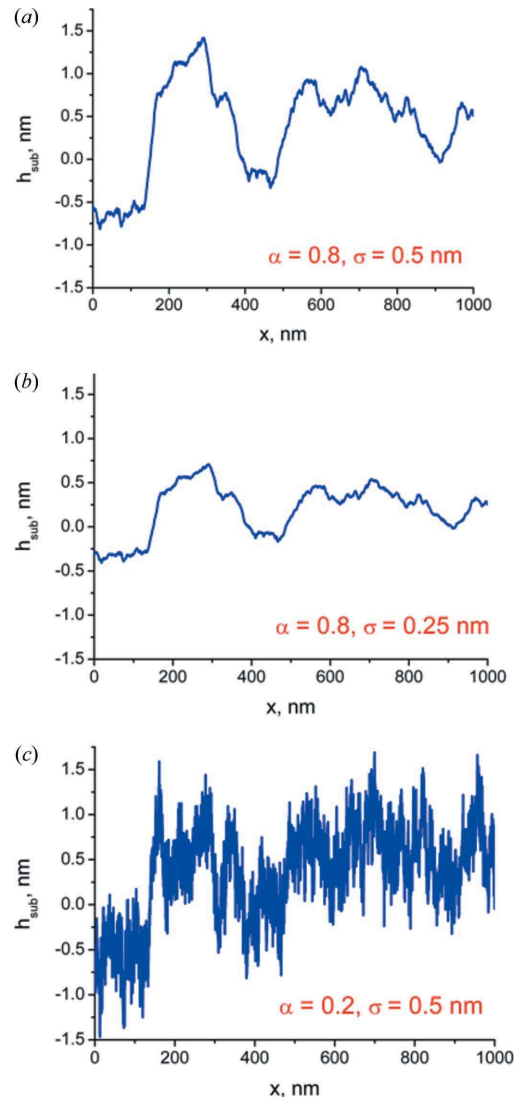 (a)
1.5
1.0
0.5
0.0
-0.5
-1.0
-1.5
h_sub, nm
0 200 400 600 800 1000
x, nm
α = 0.8, σ = 0.5 nm
(b)
1.5
1.0
0.5
0.0
-0.5
-1.0
-1.5
h_sub, nm
0 200 400 600 800 1000
x, nm
α = 0.8, σ = 0.25 nm
(c)
1.5
1.0
0.5
0.0
-0.5
-1.0
-1.5
h_sub, nm
0 200 400 600 800 1000
x, nm
α = 0.2, σ = 0.5 nm